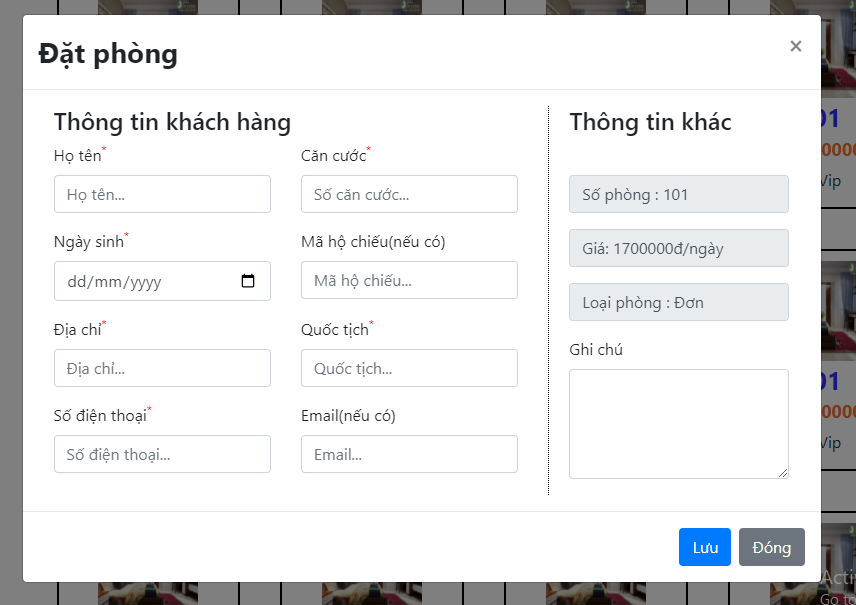 Đặt phòng
×
Thông tin khách hàng
Họ tên*
Họ tên...
Căn cước*
Số căn cước...
Ngày sinh*
dd/mm/yyyy
Mã hộ chiếu(nếu có)
Mã hộ chiếu...
Địa chỉ*
Địa chỉ...
Quốc tịch*
Quốc tịch...
Số điện thoại*
Số điện thoại...
Email(nếu có)
Email...
Thông tin khác
Số phòng : 101
Giá: 1700000đ/ngày
Loại phòng : Đơn
Ghi chú
Lưu
Đóng
01
0000
Vip
01
0000
Vip
Go to